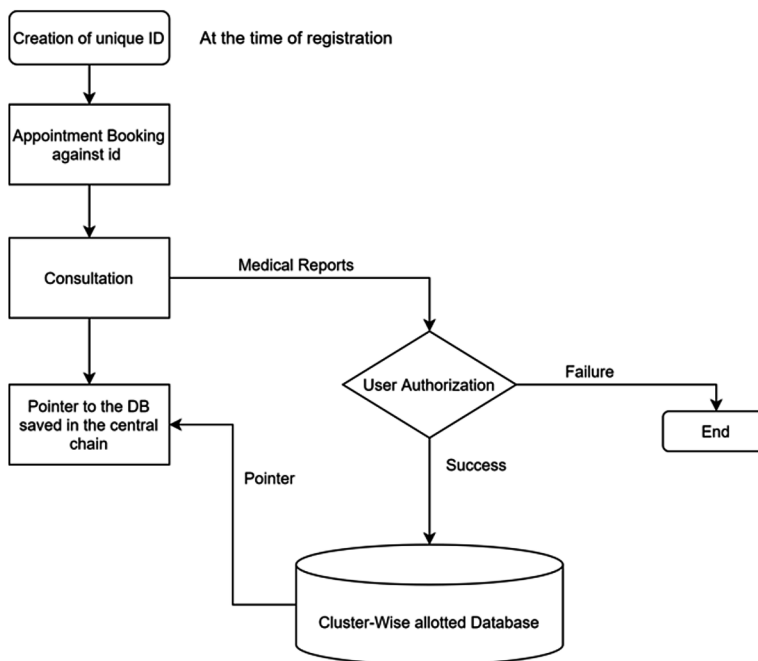 Creation of unique ID
At the time of registration
Appointment Booking
against id
Consultation
Medical Reports
User Authorization
Failure
End
Pointer to the DB
saved in the central
chain
Success
Pointer
Cluster-Wise allotted Database